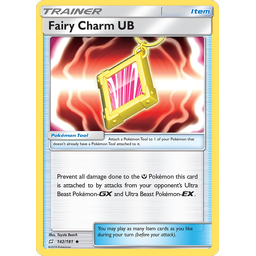 TRAINER Item
Fairy Charm UB
Pokémon Tool
Attach a Pokémon Tool to 1 of your Pokémon that
doesn't already have a Pokémon Tool attached to it.
Prevent all damage done to the Pokémon this card
is attached to by attacks from your opponent's Ultra
Beast Pokémon-GX and Ultra Beast Pokémon-EX.
You may play as many Item cards as you like
during your turn (before your attack).
Illus. Toyste Beach
142/181